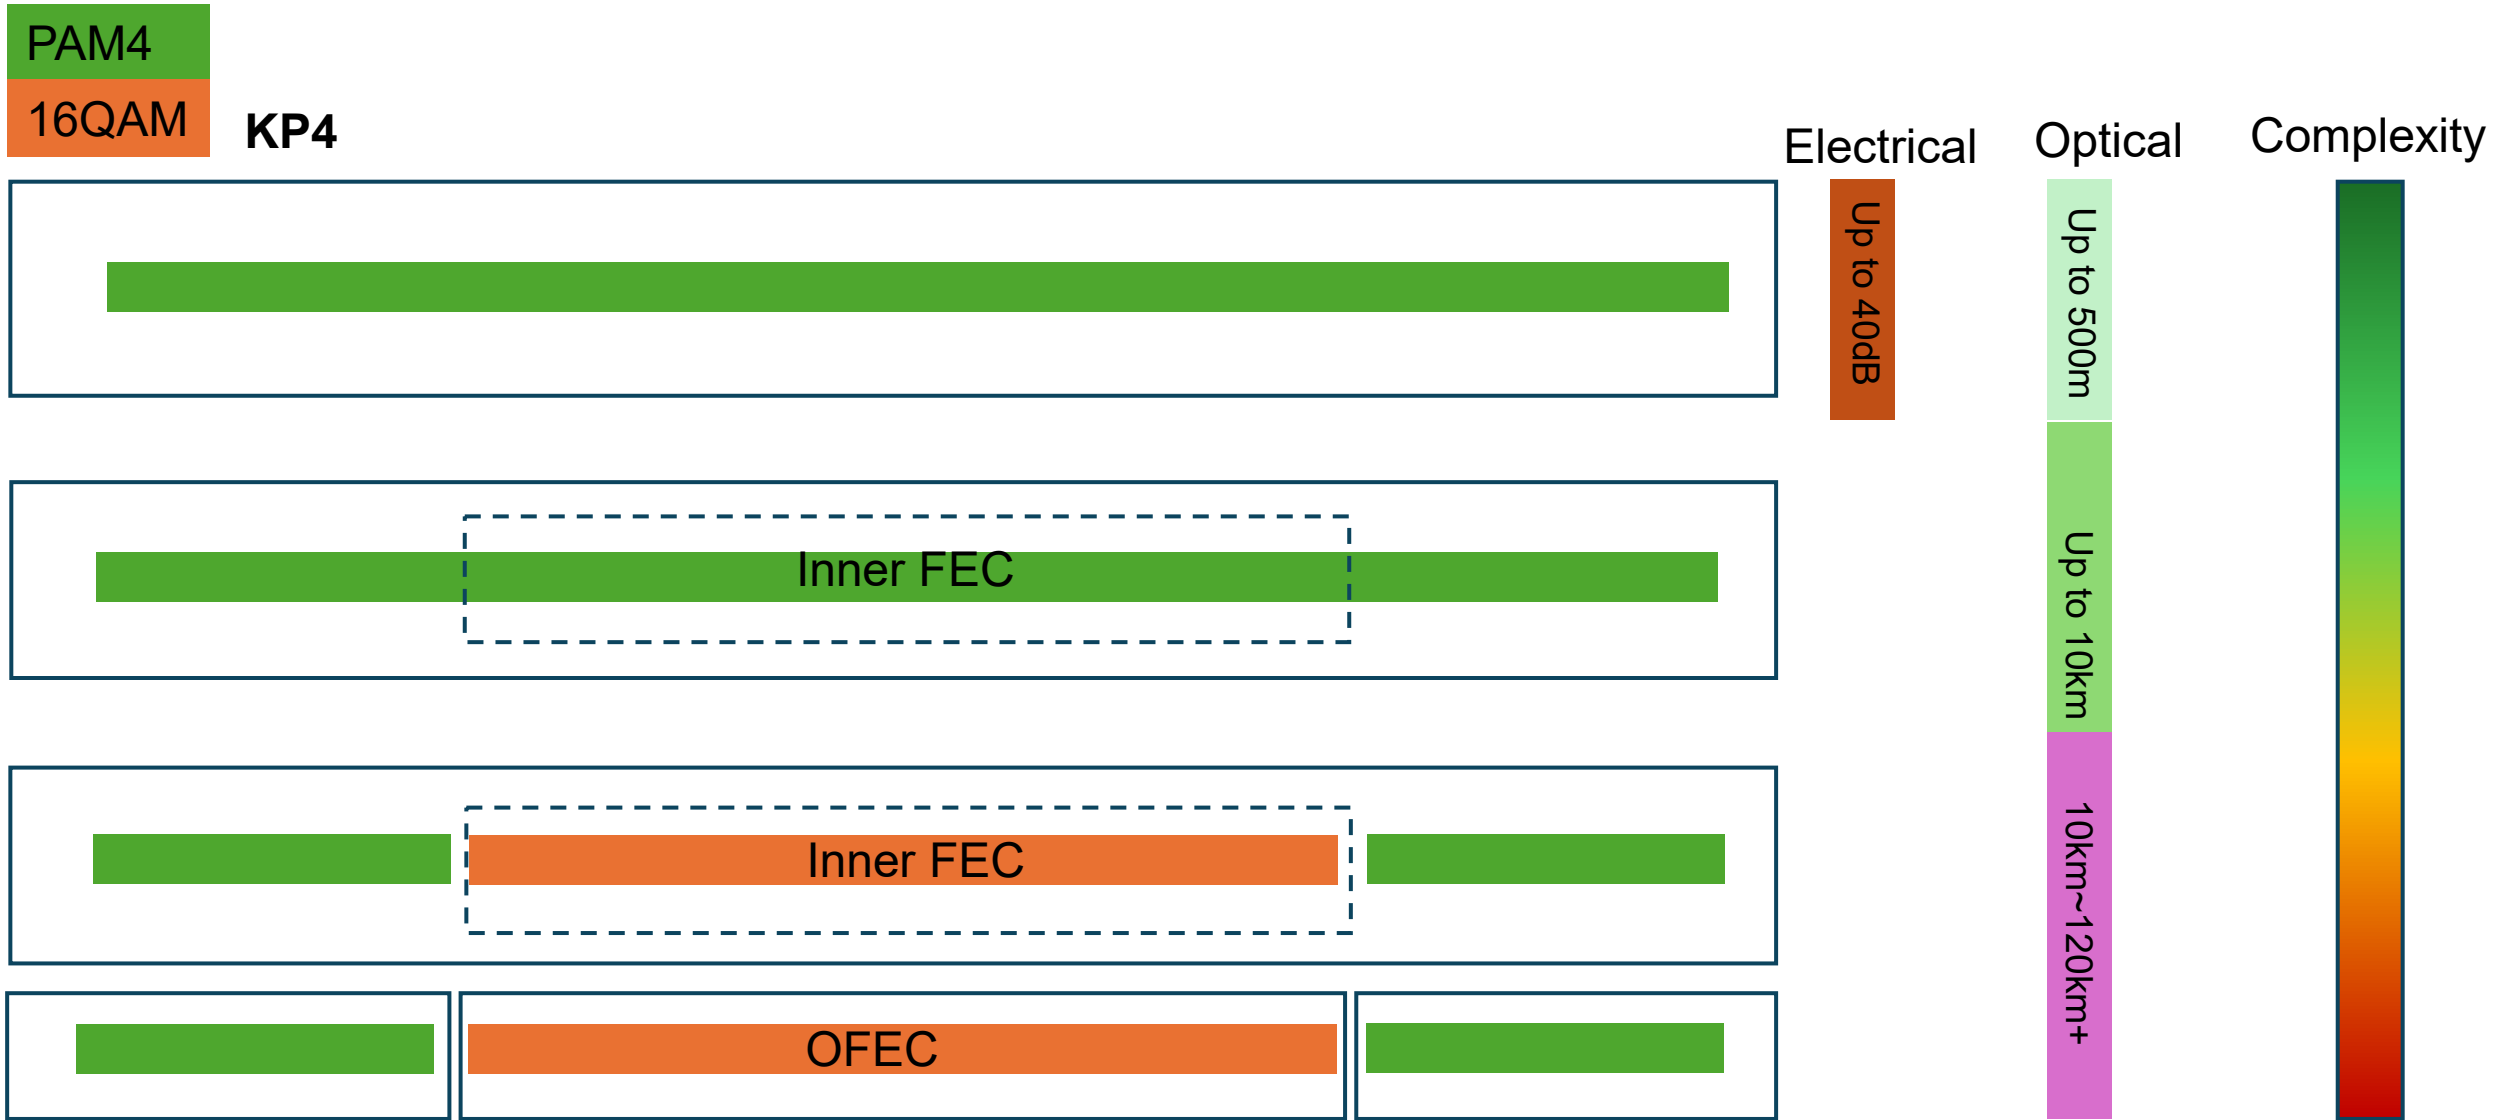 PAM4
16QAM
KP4
Electrical
Optical
Complexity
Up to 40dB
Up to 500m
Inner FEC
Up to 10km
Inner FEC
10km~120km+
OFEC